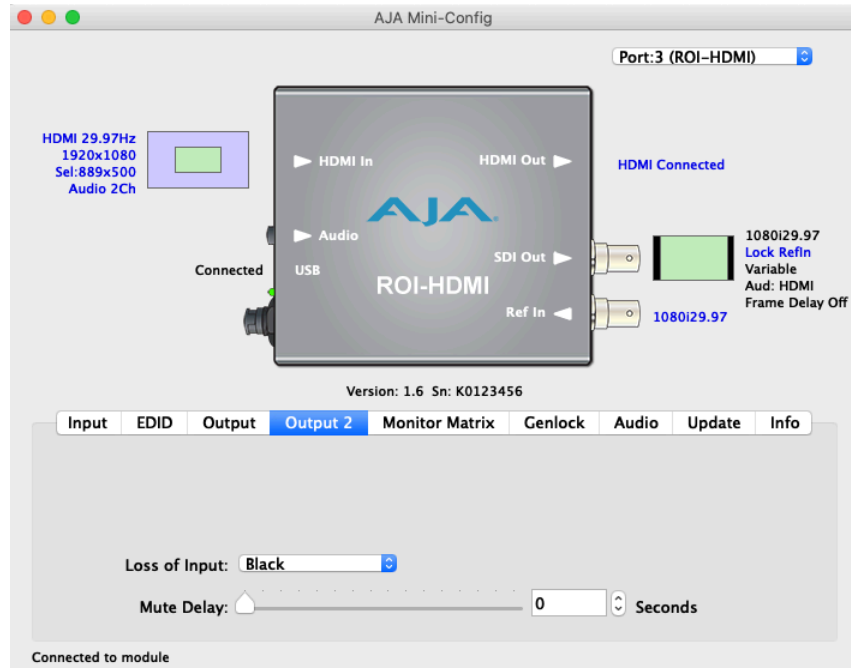 AJA Mini-Config
Port:3 (ROI-HDMI)
HDMI 29.97Hz
1920x1080
Sel:889x500
Audio 2Ch
HDMI In
HDMI Out
HDMI Connected
AJA
Audio
Connected
USB
SDI Out
ROI-HDMI
Ref In
1080i29.97
Lock RefIn
Variable
Aud: HDMI
Frame Delay Off
1080i29.97
Version: 1.6 Sn: K0123456
Input EDID Output Output 2 Monitor Matrix Genlock Audio Update Info
Loss of Input: Black
Mute Delay: 0 Seconds
Connected to module